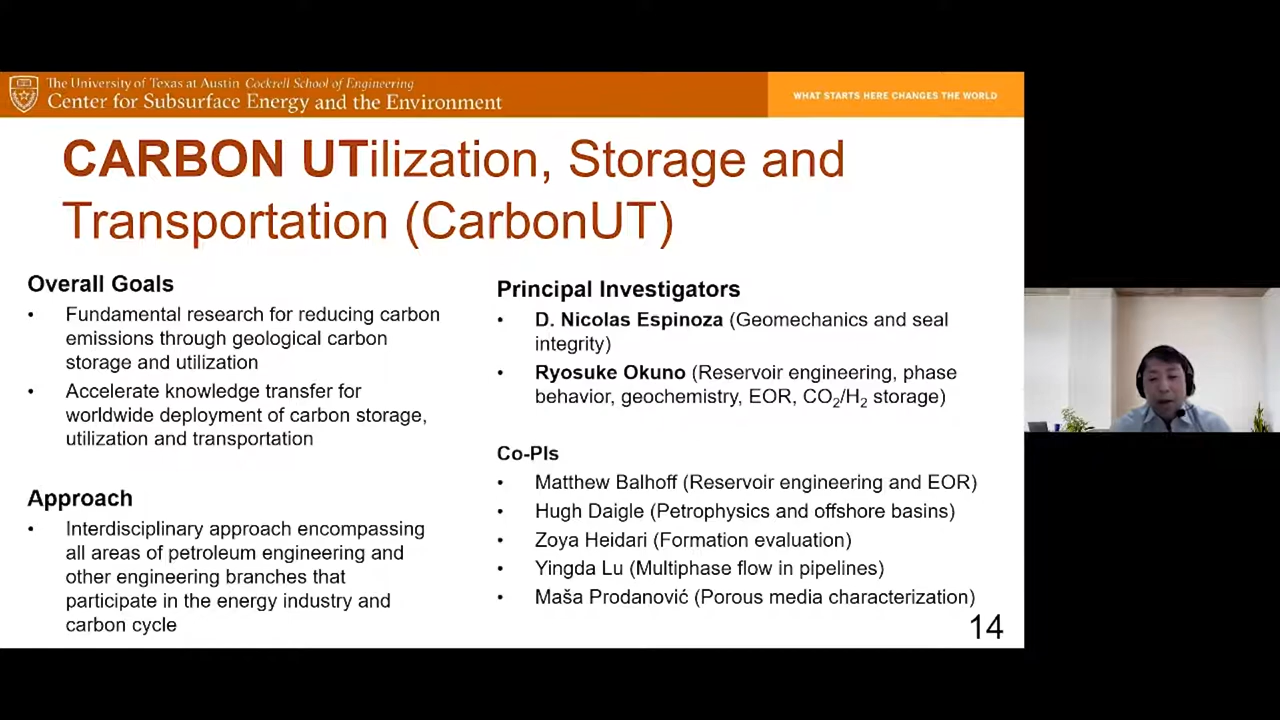 The University of Texas at Austin Cockrell School of Engineering
Center for Subsurface Energy and the Environment
WHAT STARTS HERE CHANGES THE WORLD
CARBON UTilization, Storage and
Transportation (CarbonUT)
Overall Goals
• Fundamental research for reducing carbon
emissions through geological carbon
storage and utilization
• Accelerate knowledge transfer for
worldwide deployment of carbon storage,
utilization and transportation
Approach
• Interdisciplinary approach encompassing
all areas of petroleum engineering and
other engineering branches that
participate in the energy industry and
carbon cycle
Principal Investigators
• D. Nicolas Espinoza (Geomechanics and seal
integrity)
• Ryosuke Okuno (Reservoir engineering, phase
behavior, geochemistry, EOR, CO₂/H₂ storage)
Co-PIs
• Matthew Balhoff (Reservoir engineering and EOR)
• Hugh Daigle (Petrophysics and offshore basins)
• Zoya Heidari (Formation evaluation)
• Yingda Lu (Multiphase flow in pipelines)
• Maša Prodanović (Porous media characterization)
14